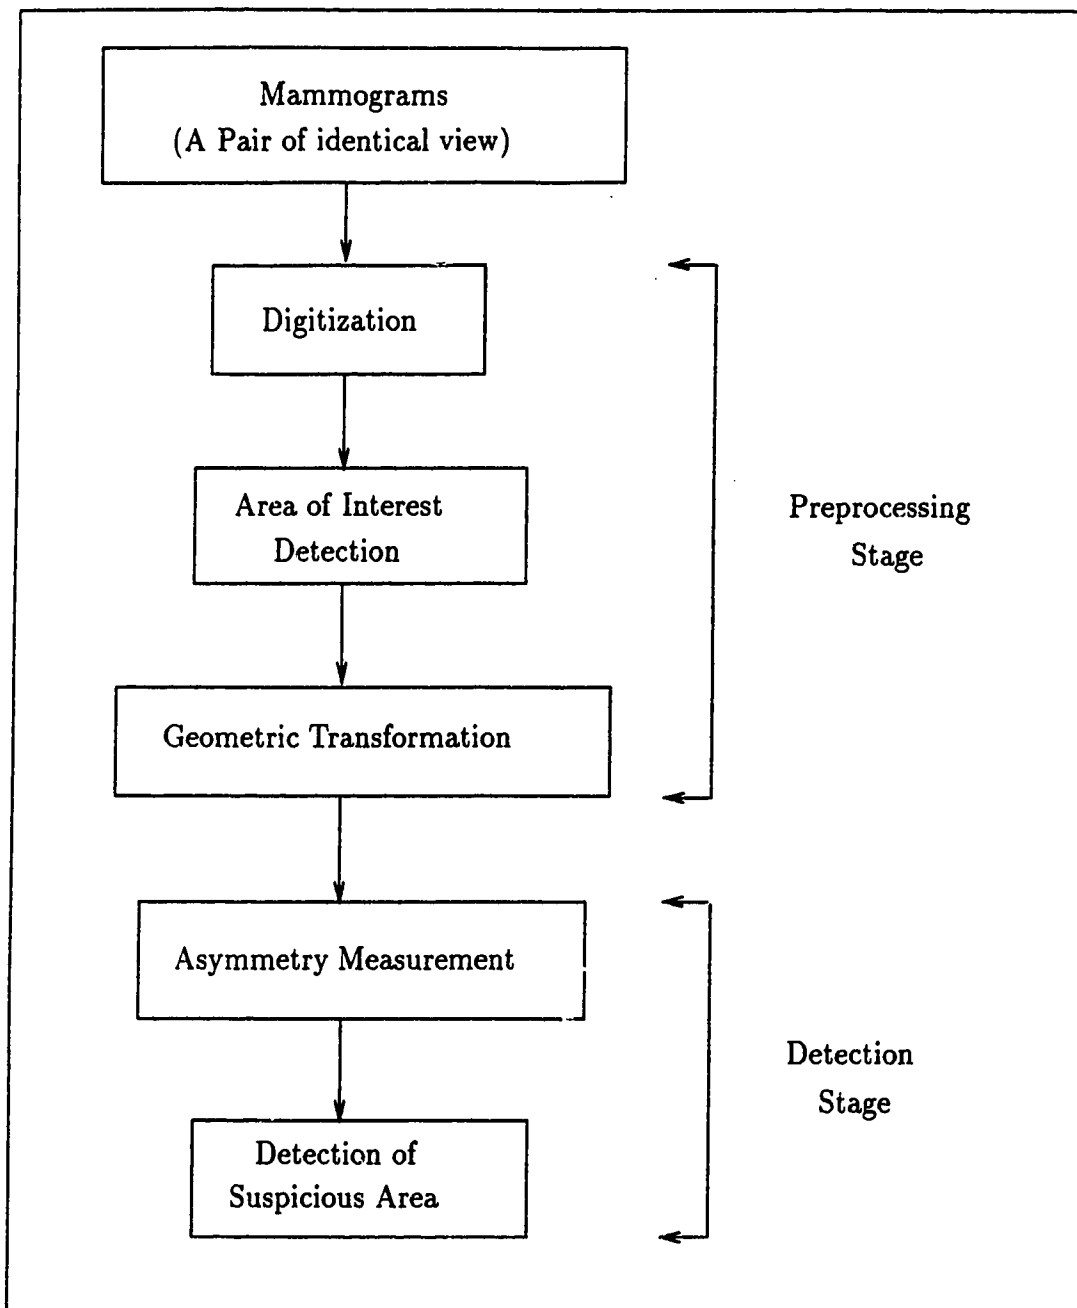 Mammograms
(A Pair of identical view)
Digitization
Area of Interest
Detection
Preprocessing
Stage
Geometric Transformation
Asymmetry Measurement
Detection
Stage
Detection of
Suspicious Area